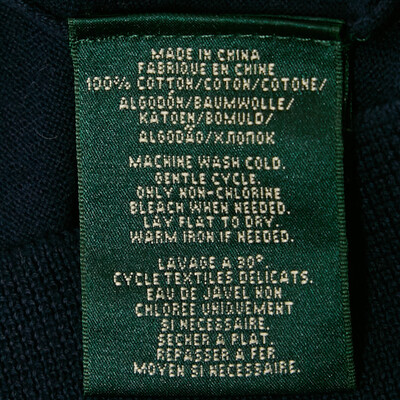 MADE IN CHINA
FABRIQUE EN CHINE
100% COTTON/COTON/COTONE/
ALGODÓN/BAUMWOLLE/
KATOEN/BOMULD/
ALGODÃO/ХЛОПОК
MACHINE WASH COLD.
GENTLE CYCLE.
ONLY NON-CHLORINE
BLEACH WHEN NEEDED.
LAY FLAT TO DRY.
WARM IRON IF NEEDED.
LAVAGE A 30°.
CYCLE TEXTILES DELICATS.
EAU DE JAVEL NON
CHLORÉE UNIQUEMENT
SI NECESSAIRE.
SECHER A PLAT.
REPASSER A FER
MOYEN SI NECESSAIRE.